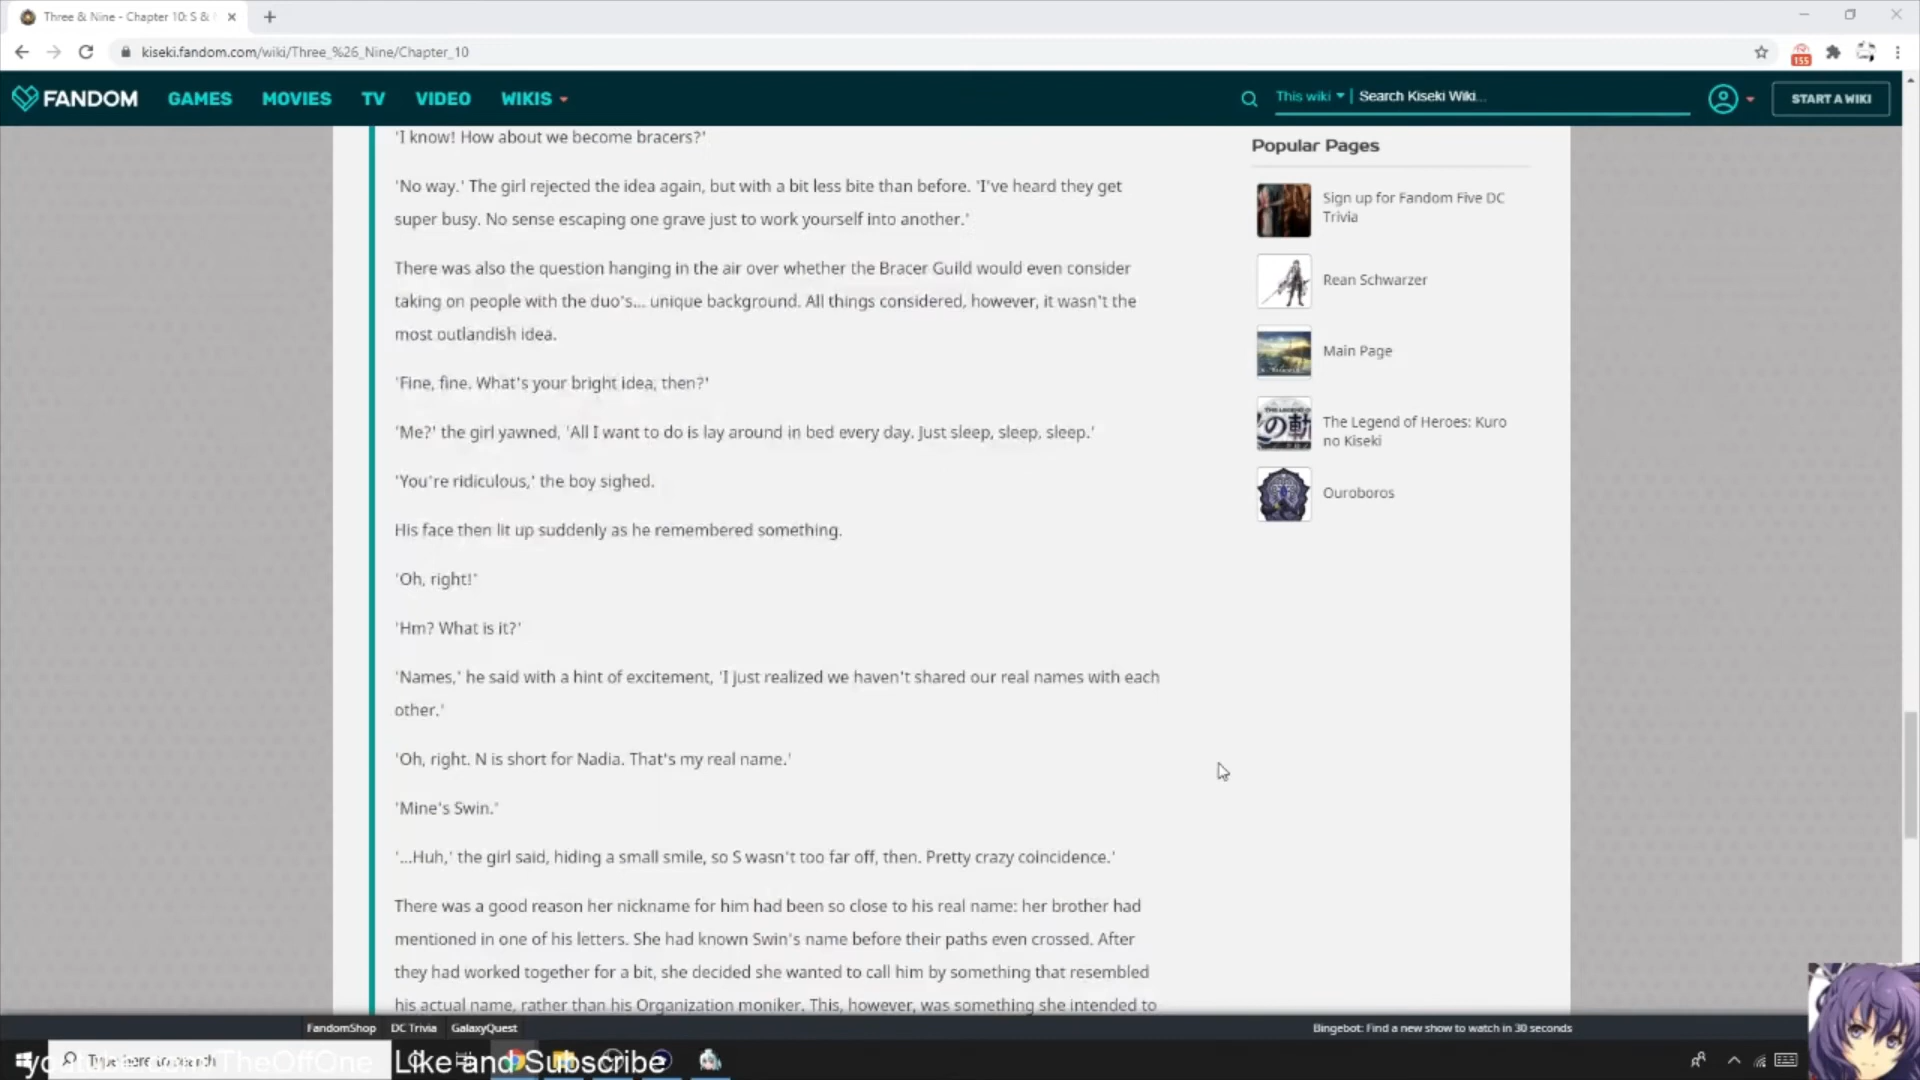 Three & Nine - Chapter 10: S &
kiseki.fandom.com/wiki/Three_%26_Nine/Chapter_10
155
FANDOM GAMES MOVIES TV VIDEO WIKIS This wiki Search Kiseki Wiki... START A WIKI
'I know! How about we become bracers?'
'No way.' The girl rejected the idea again, but with a bit less bite than before. 'I've heard they get
super busy. No sense escaping one grave just to work yourself into another.'
There was also the question hanging in the air over whether the Bracer Guild would even consider
taking on people with the duo's... unique background. All things considered, however, it wasn't the
most outlandish idea.
'Fine, fine. What's your bright idea, then?'
'Me?' the girl yawned, 'All I want to do is lay around in bed every day. Just sleep, sleep, sleep.'
'You're ridiculous,' the boy sighed.
His face then lit up suddenly as he remembered something.
'Oh, right!'
'Hm? What is it?'
'Names,' he said with a hint of excitement, 'I just realized we haven't shared our real names with each
other.'
'Oh, right. N is short for Nadia. That's my real name.'
'Mine's Swin.'
'...Huh,' the girl said, hiding a small smile, so S wasn't too far off, then. Pretty crazy coincidence.'
There was a good reason her nickname for him had been so close to his real name: her brother had
mentioned in one of his letters. She had known Swin's name before their paths even crossed. After
they had worked together for a bit, she decided she wanted to call him by something that resembled
his actual name, rather than his Organization moniker. This, however, was something she intended to
Popular Pages
Sign up for Fandom Five DC
Trivia
Rean Schwarzer
Main Page
The Legend of Heroes: Kuro
no Kiseki
Ouroboros
FandomShop DC Trivia GalaxyQuest Bingebot: Find a new show to watch in 30 seconds
Type here to search
youtube.com/TheOffOne Like and Subscribe